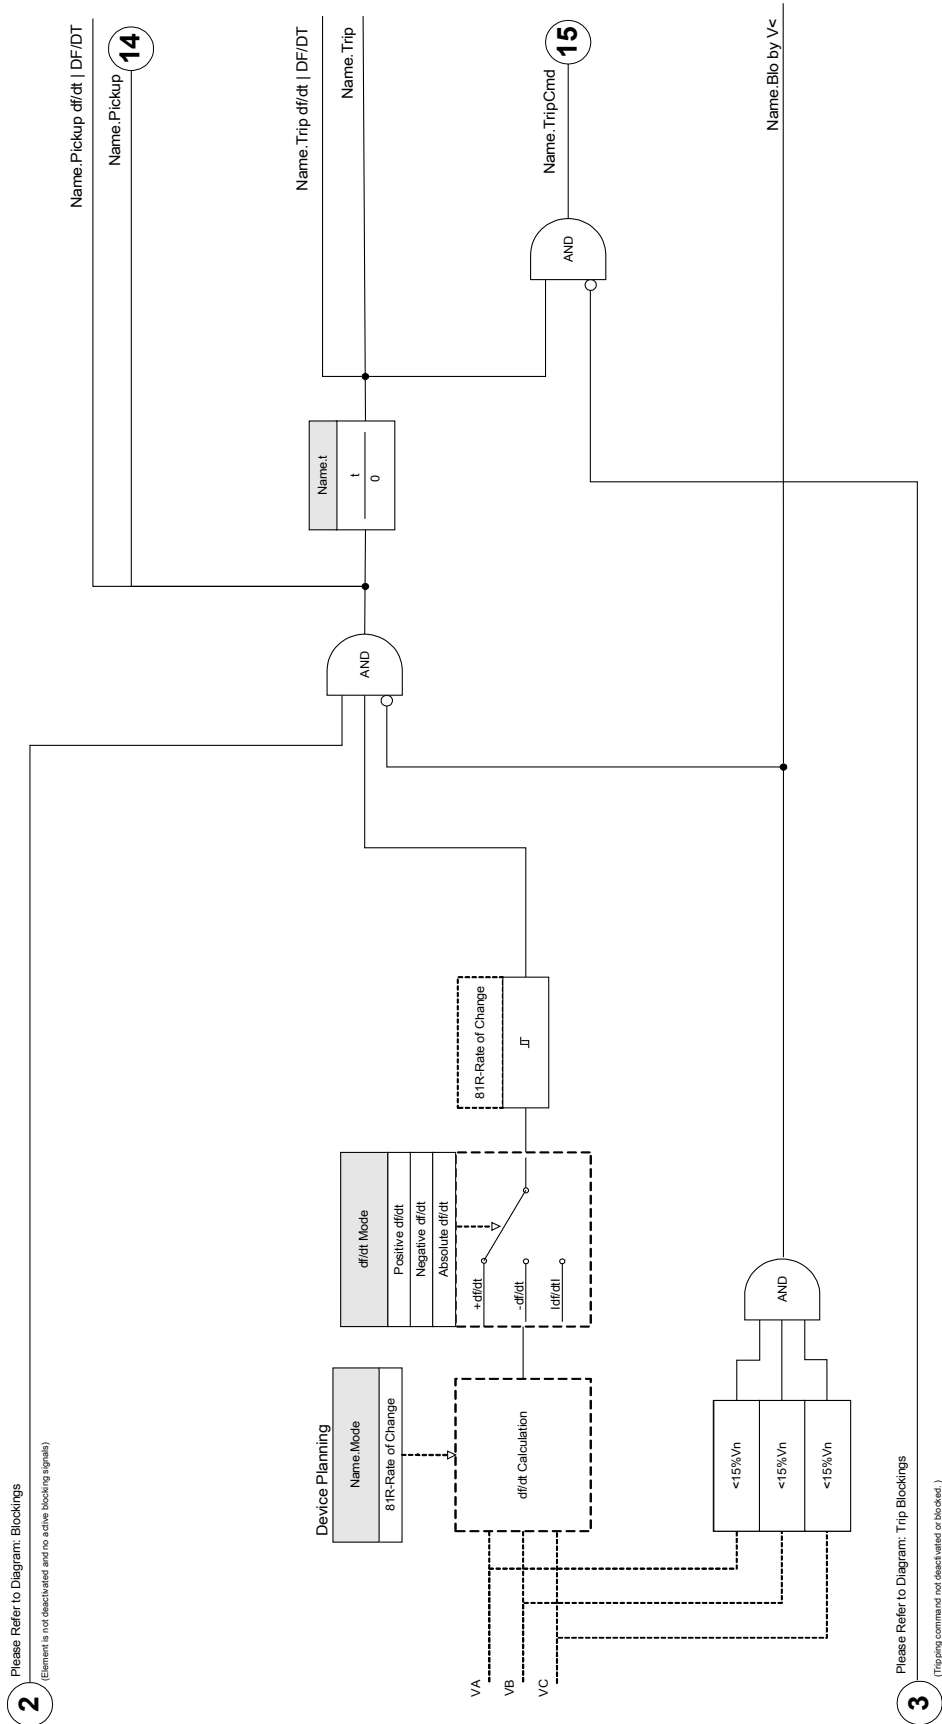 2
Please Refer to Diagram: Blockings
(Element is not deactivated and no active blocking signals)
Name.Pickup df/dt | DF/DT
Name.Pickup
14
Device Planning
Name.Mode
81R-Rate of Change
df/dt Mode
Positive df/dt
Negative df/dt
Absolute df/dt
VA
VB
VC
df/dt Calculation
+df/dt
-df/dt
|df/dt|
81R-Rate of Change
AND
Name.t
t
0
Name.Trip df/dt | DF/DT
Name.Trip
AND
Name.TripCmd
15
<15%Vn
<15%Vn
<15%Vn
AND
Name.Blo by V<
3
Please Refer to Diagram: Trip Blockings
(Tripping command not deactivated or blocked. )